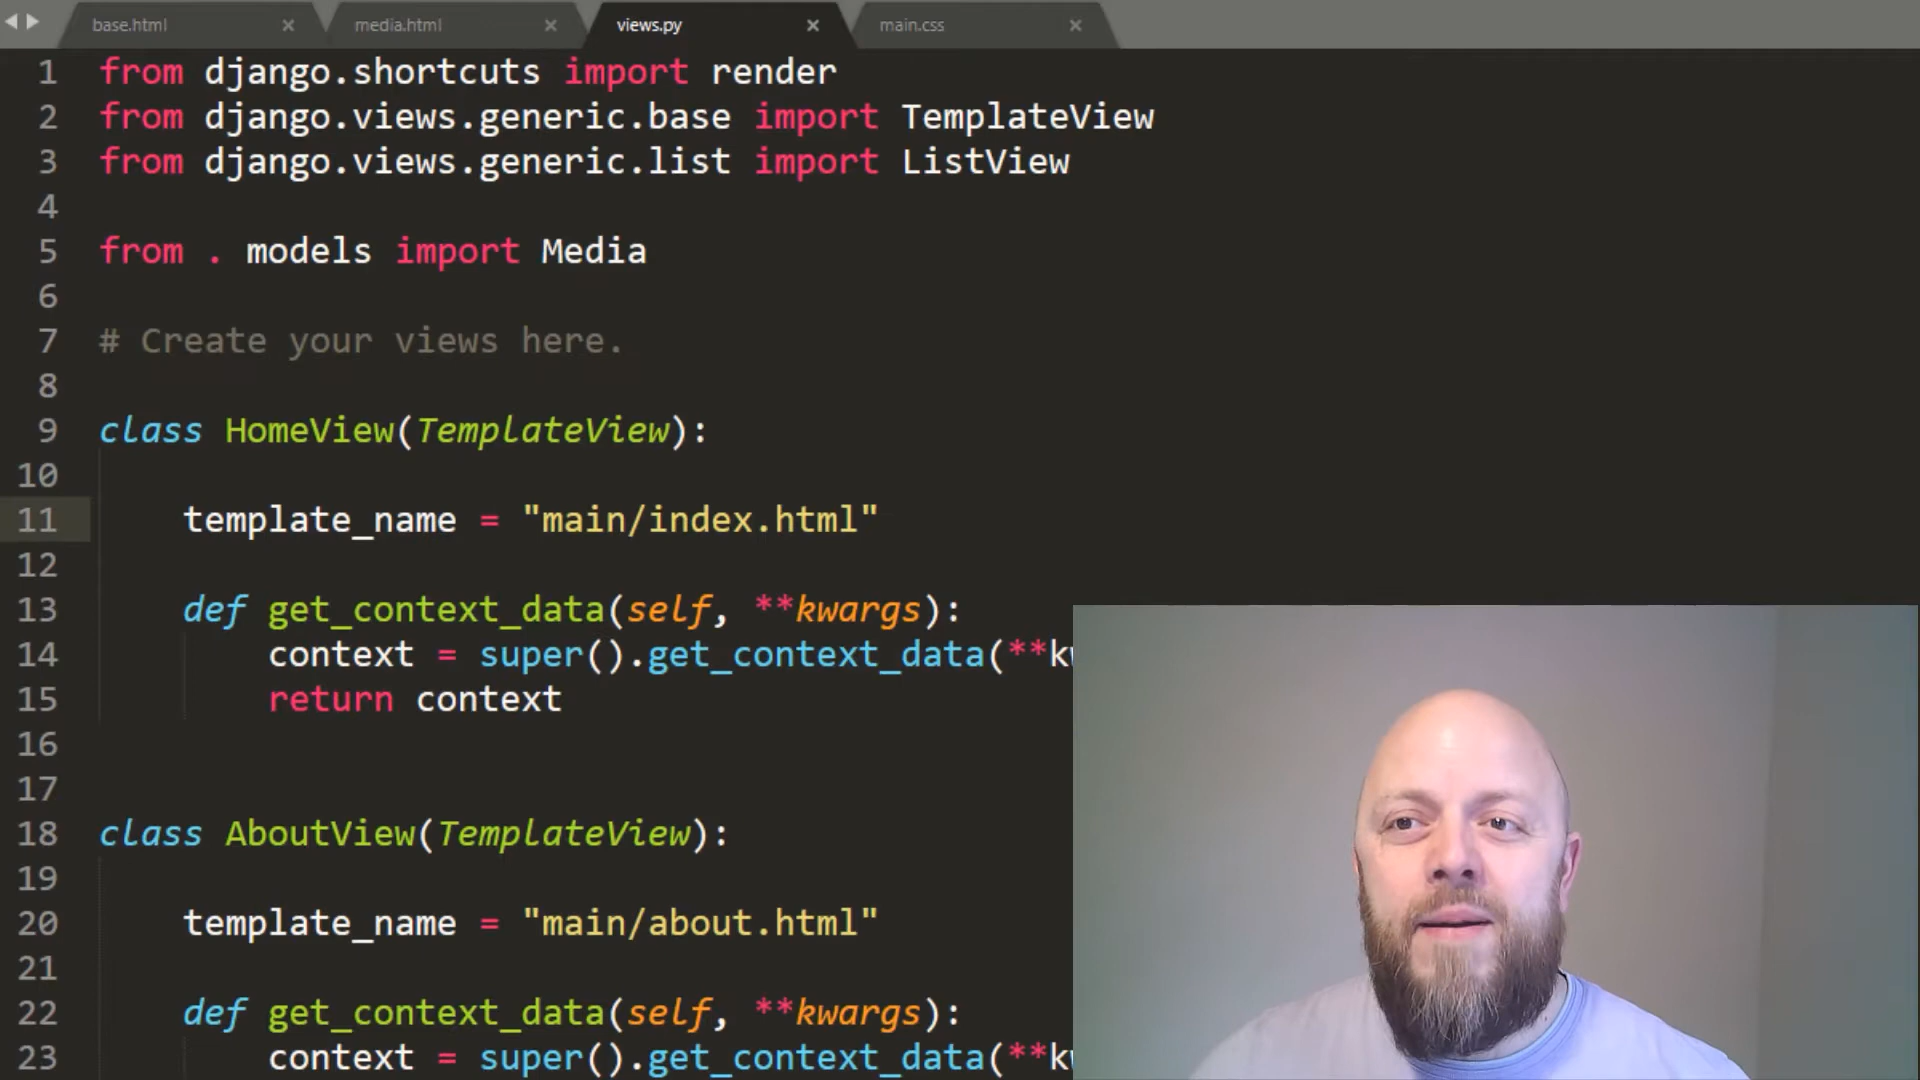 base.html × media.html × views.py × main.css ×
1 from django.shortcuts import render
2 from django.views.generic.base import TemplateView
3 from django.views.generic.list import ListView
4
5 from . models import Media
6
7 # Create your views here.
8
9 class HomeView(TemplateView):
10
11 template_name = "main/index.html"
12
13 def get_context_data(self, **kwargs):
14 context = super().get_context_data(**k
15 return context
16
17
18 class AboutView(TemplateView):
19
20 template_name = "main/about.html"
21
22 def get_context_data(self, **kwargs):
23 context = super().get_context_data(**k